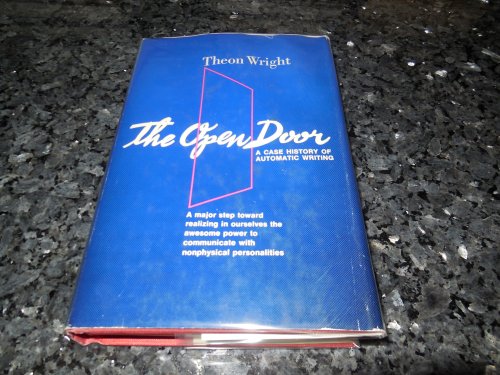 Theon Wright
The Open Door
A CASE HISTORY OF
AUTOMATIC WRITING
A major step toward
realizing in ourselves the
awesome power to
communicate with
nonphysical personalities